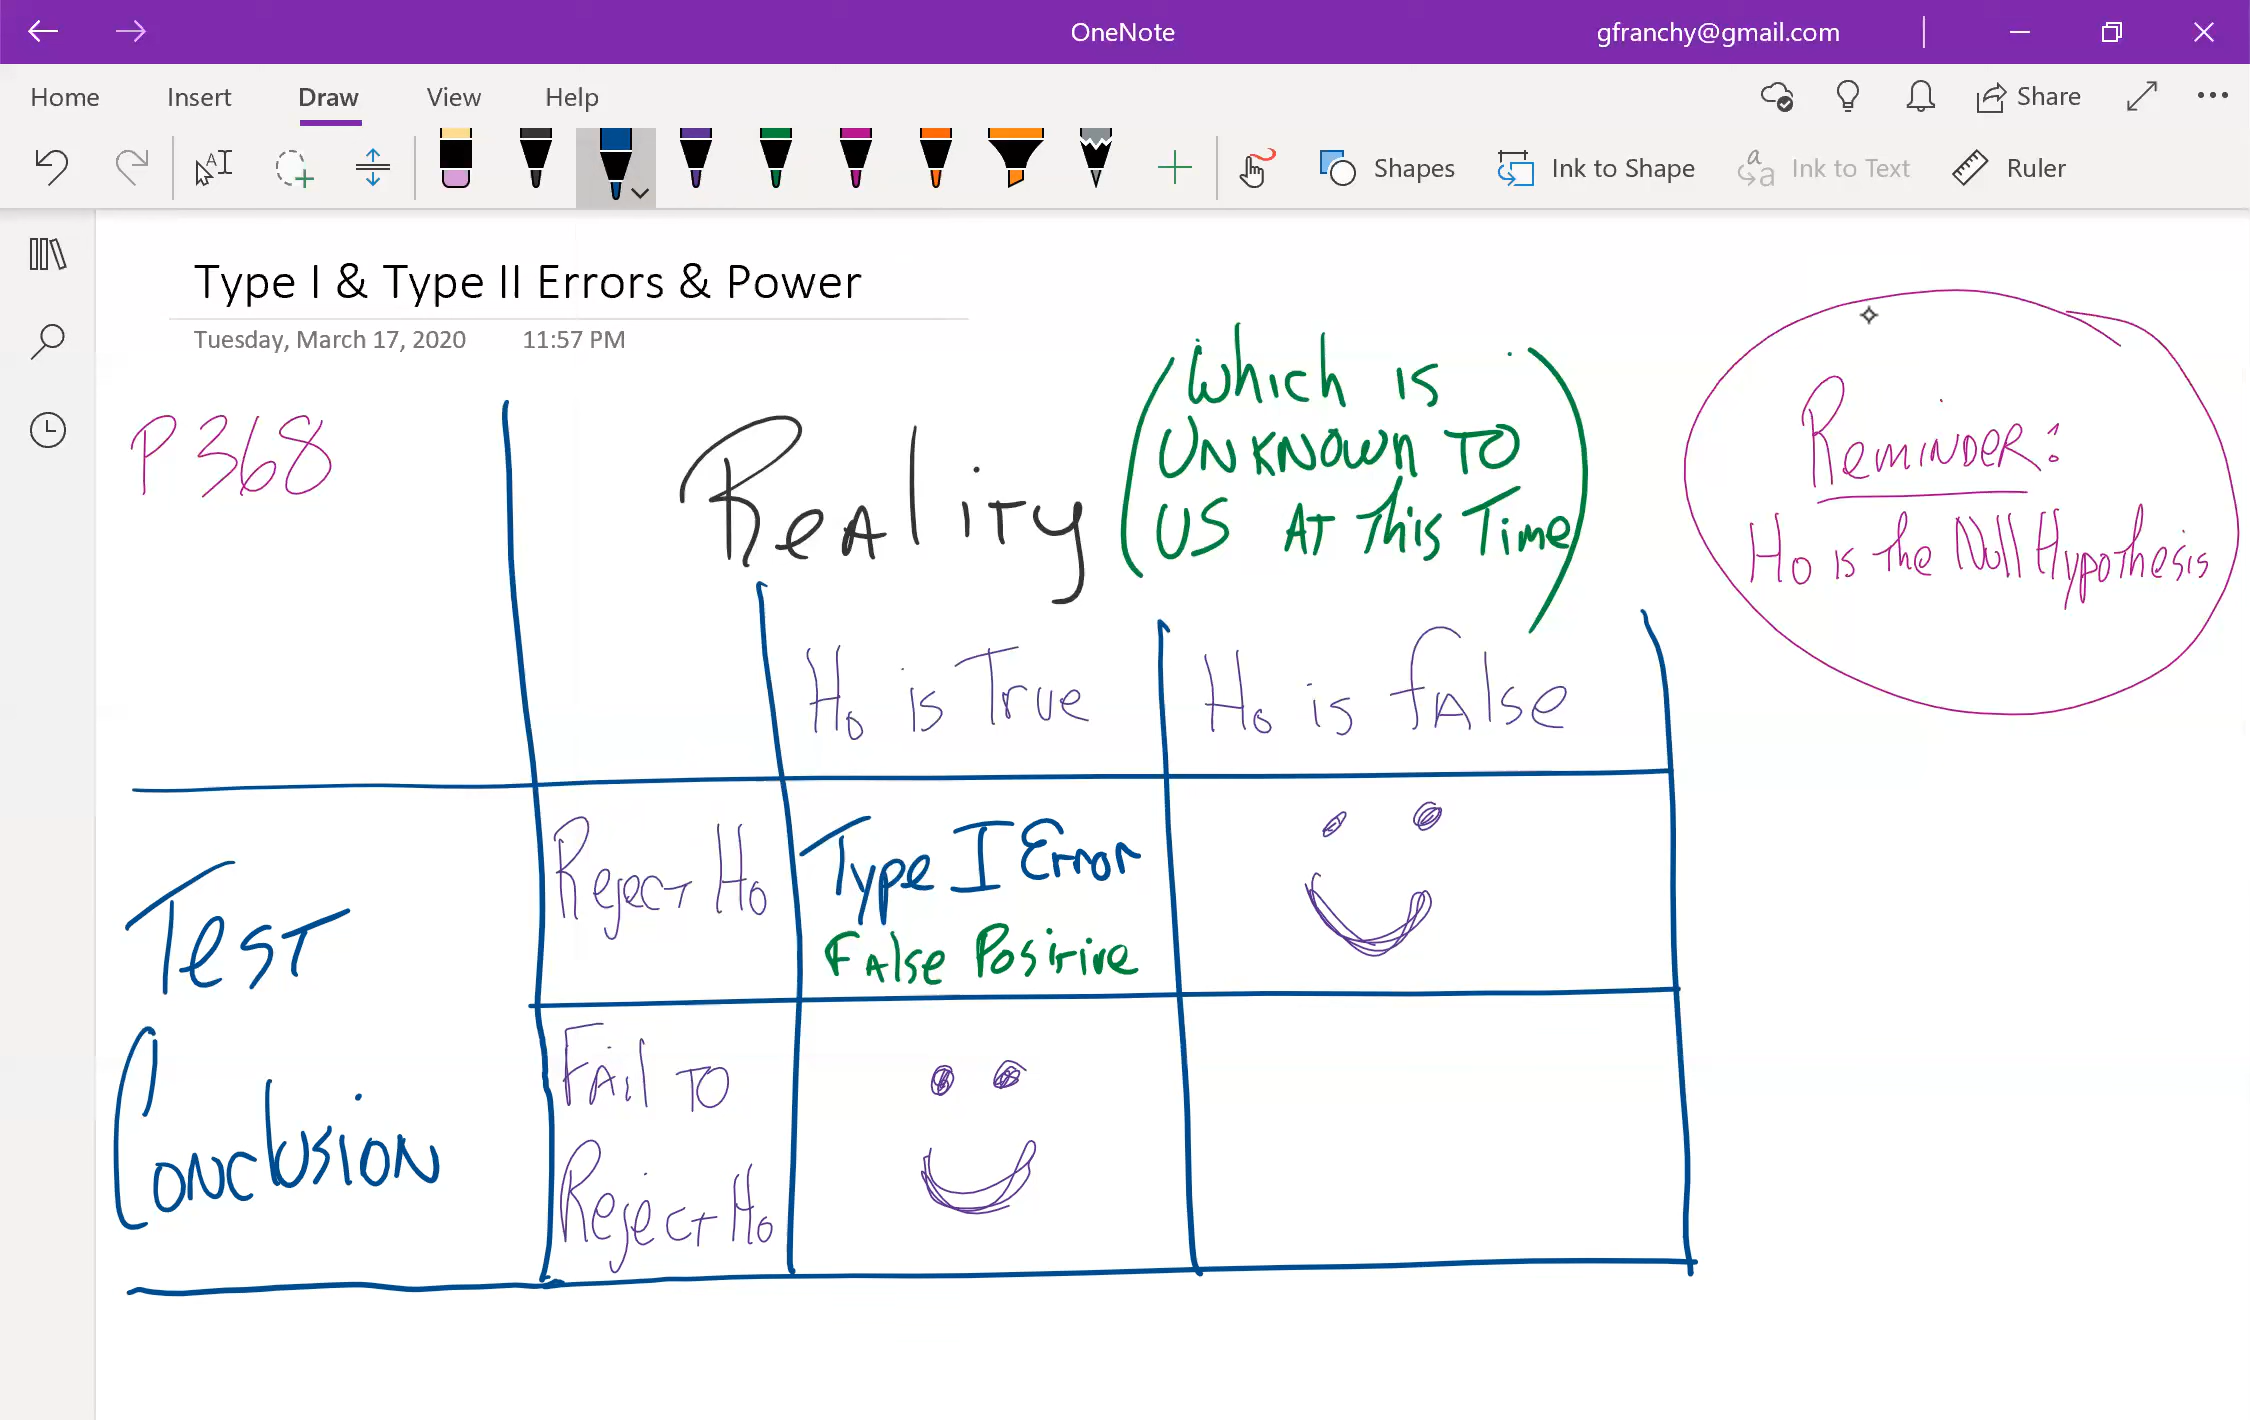 OneNote
gfranchy@gmail.com
Home Insert Draw View Help
Share
Shapes Ink to Shape Ink to Text Ruler
Type I & Type II Errors & Power
Tuesday, March 17, 2020 11:57 PM
P 368
Reality
(Which is
UNKNOWN TO
US AT This Time)
Reminder:
Ho is the Null Hypothesis
Ho is True
Ho is false
Test
Conclusion
Reject Ho
Type I Error
False Positive
Fail to
Reject Ho